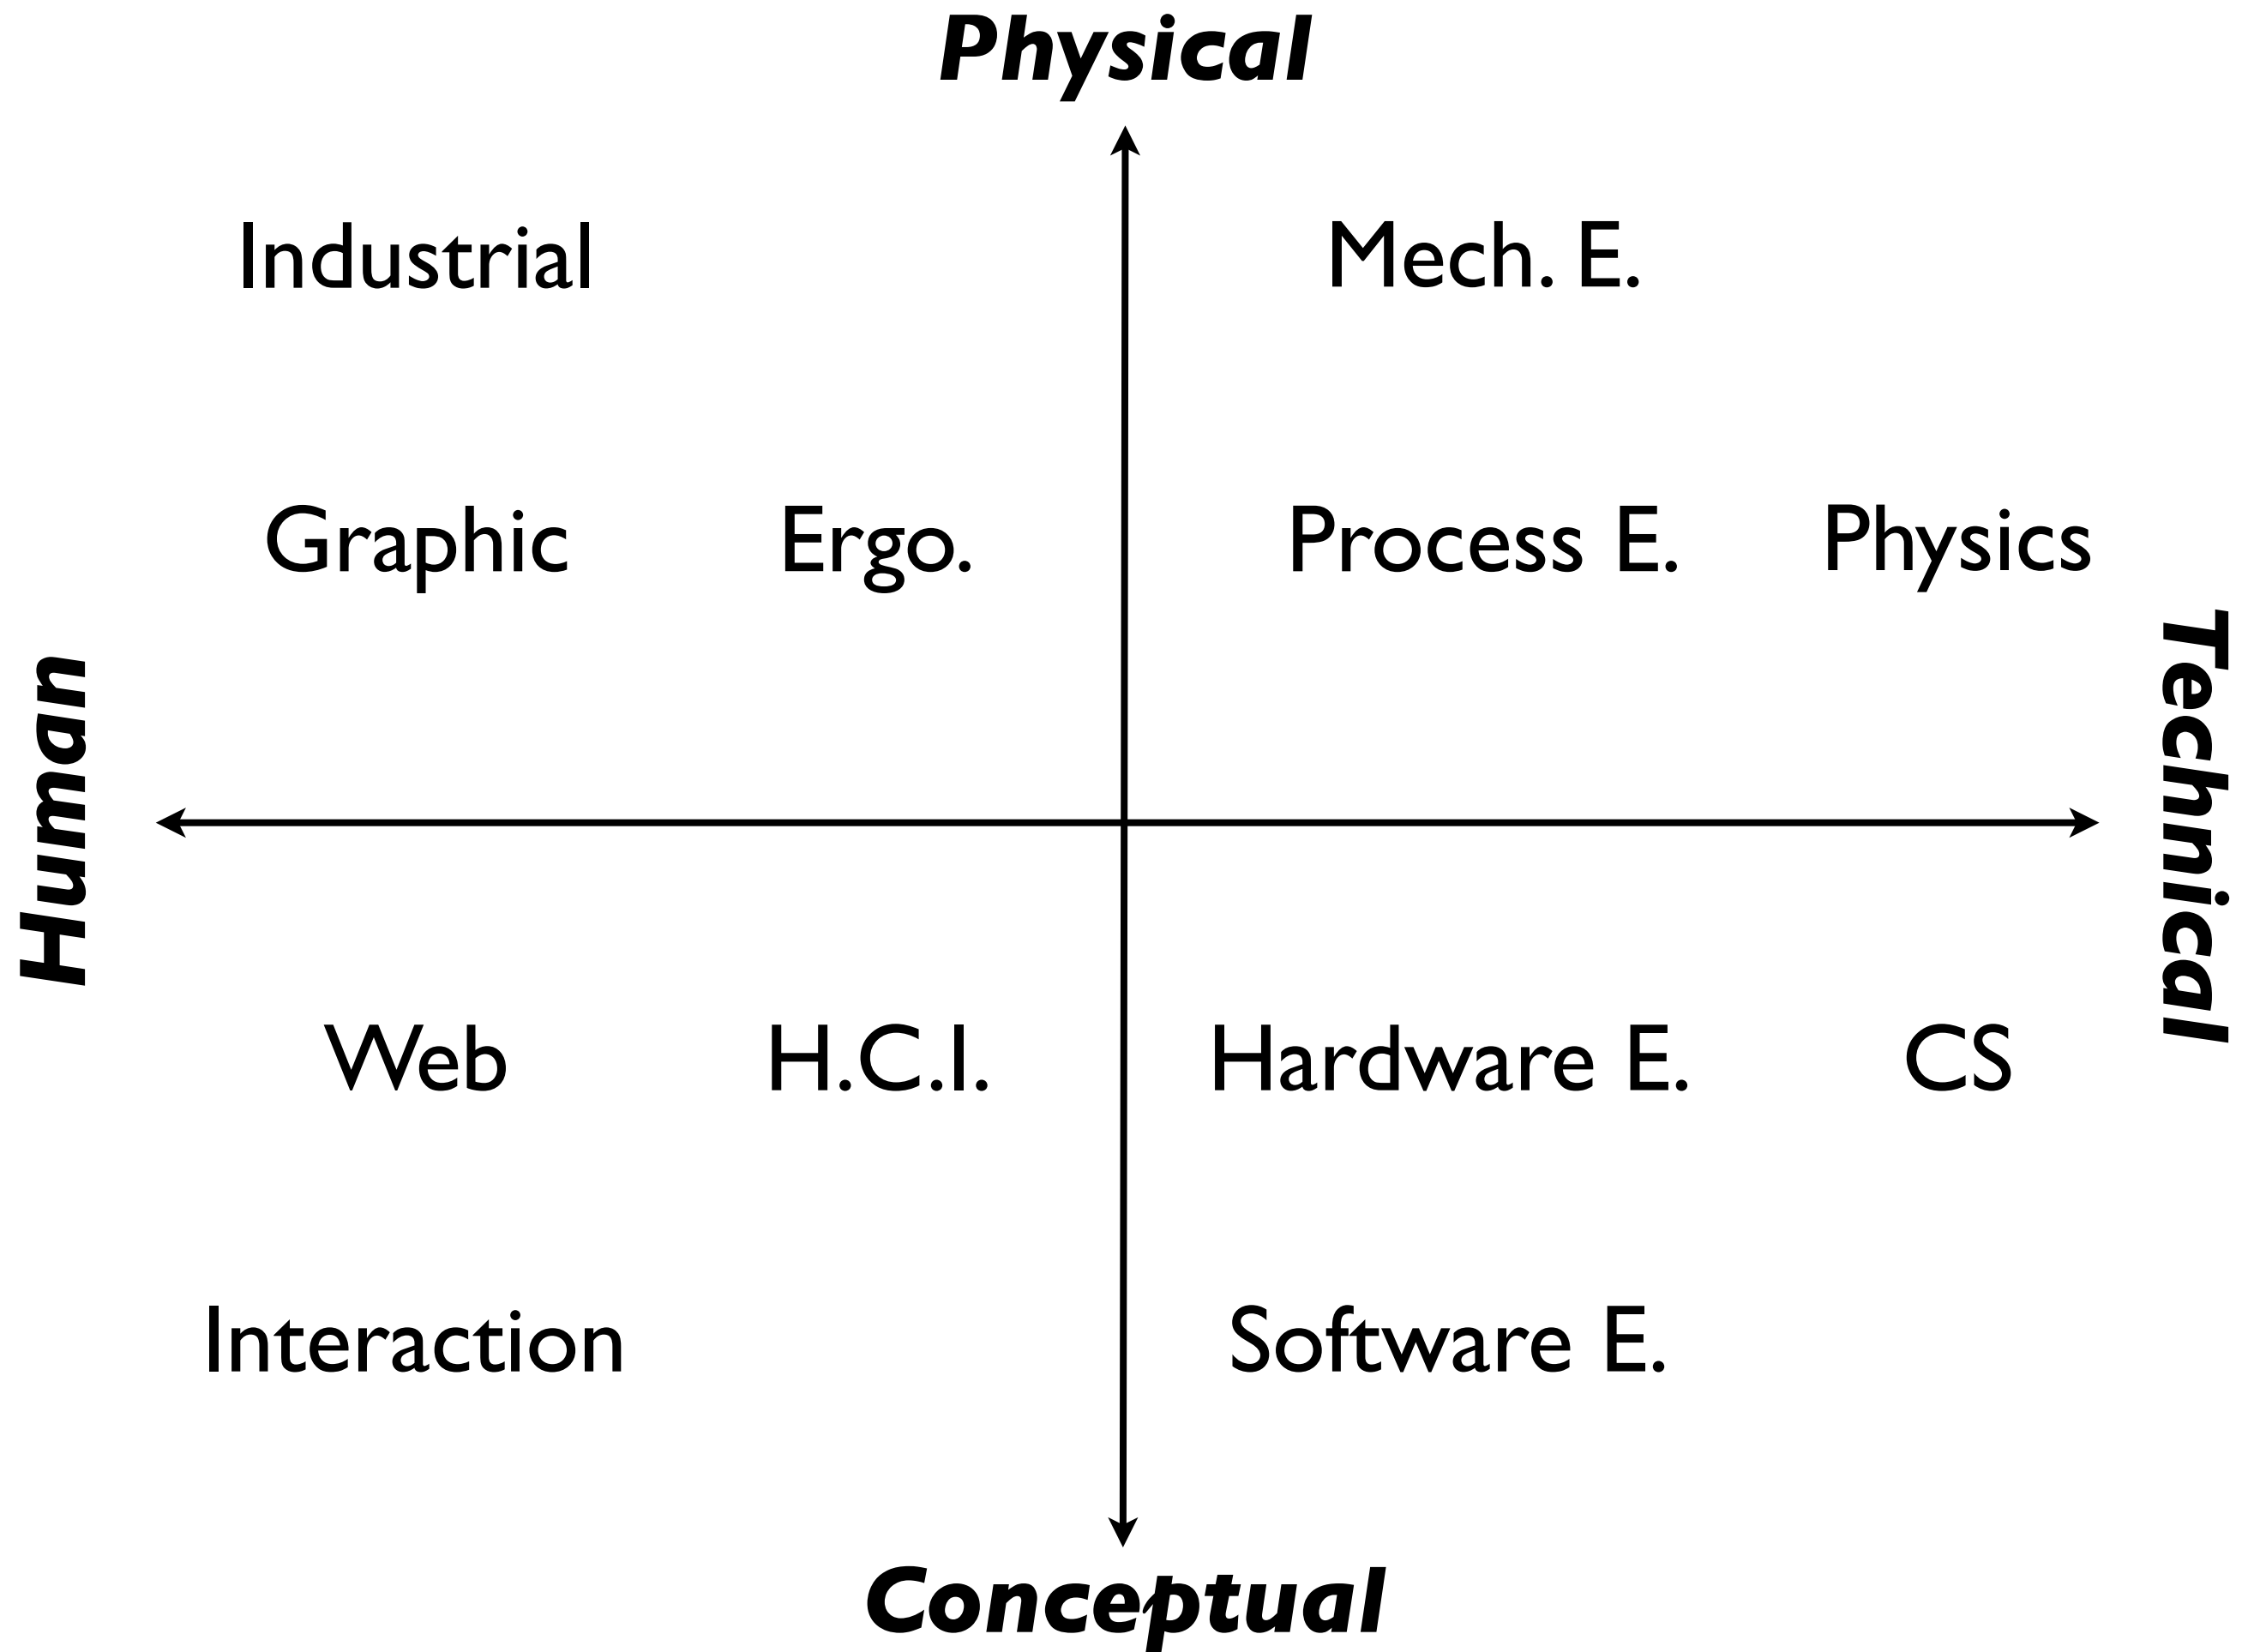 Physical
Industrial
Mech. E.
Graphic
Ergo.
Process E.
Physics
Human
Technical
Web
H.C.I.
Hardware E.
CS
Interaction
Software E.
Conceptual